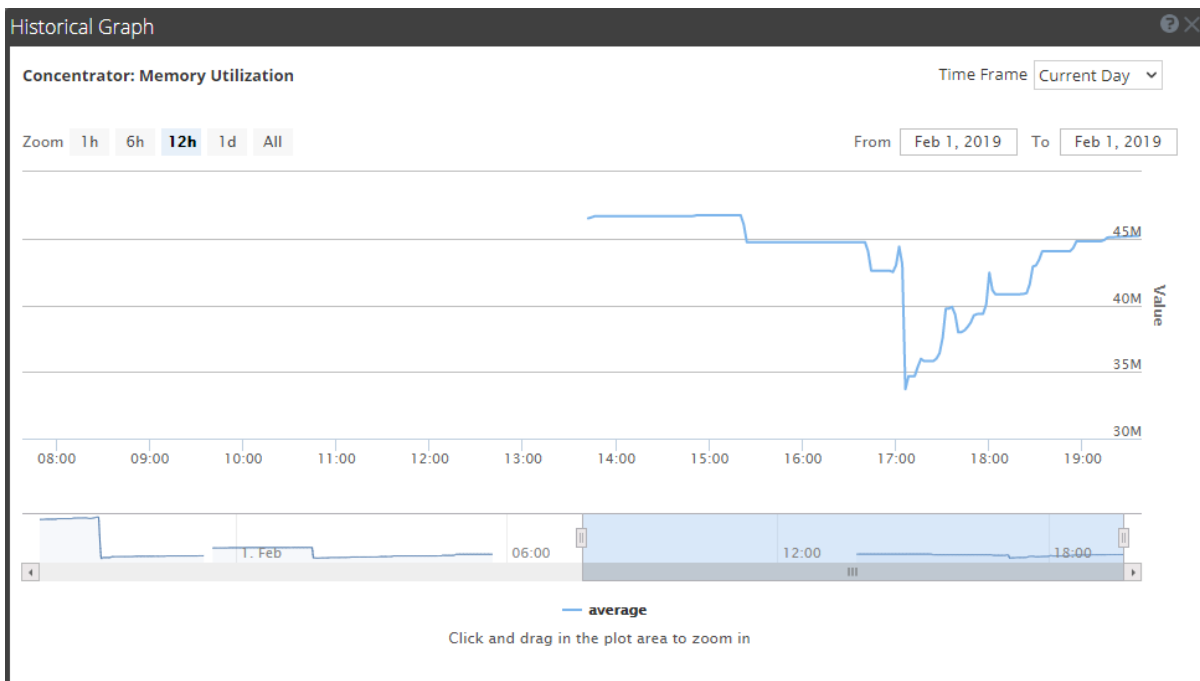 Historical Graph
Concentrator: Memory Utilization
Time Frame Current Day
Zoom 1h 6h 12h 1d All
From Feb 1, 2019 To Feb 1, 2019
45M
40M
35M
30M
Value
08:00 09:00 10:00 11:00 12:00 13:00 14:00 15:00 16:00 17:00 18:00 19:00
1. Feb 06:00 12:00 18:00
average
Click and drag in the plot area to zoom in